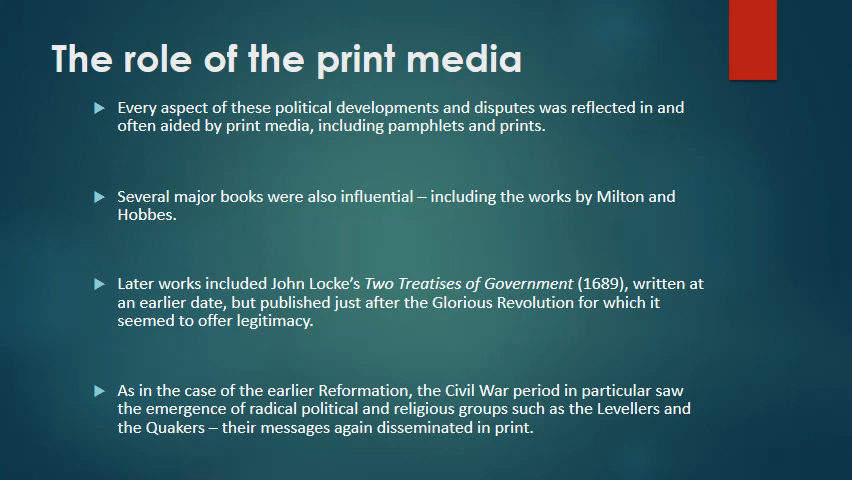 The role of the print media
Every aspect of these political developments and disputes was reflected in and
often aided by print media, including pamphlets and prints.
Several major books were also influential – including the works by Milton and
Hobbes.
Later works included John Locke’s Two Treatises of Government (1689), written at
an earlier date, but published just after the Glorious Revolution for which it
seemed to offer legitimacy.
As in the case of the earlier Reformation, the Civil War period in particular saw
the emergence of radical political and religious groups such as the Levellers and
the Quakers – their messages again disseminated in print.